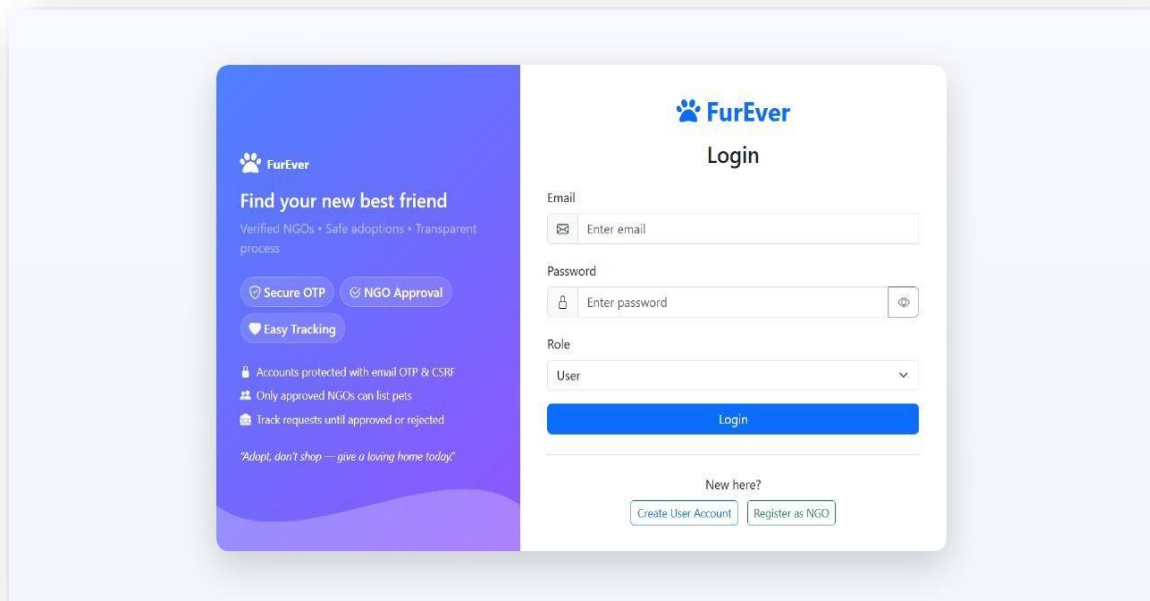 FurEver
Find your new best friend
Verified NGOs • Safe adoptions • Transparent
process
Secure OTP
NGO Approval
Easy Tracking
Accounts protected with email OTP & CSRF
Only approved NGOs can list pets
Track requests until approved or rejected
"Adopt, don't shop — give a loving home today."
FurEver
Login
Email
Enter email
Password
Enter password
Role
User
Login
New here?
Create User Account
Register as NGO